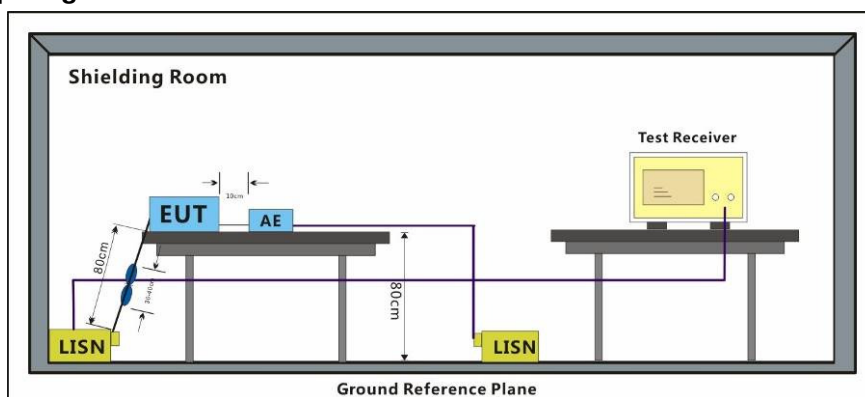 Shielding Room
Test Receiver
10cm
EUT
AE
80cm
80cm
LISN
LISN
Ground Reference Plane